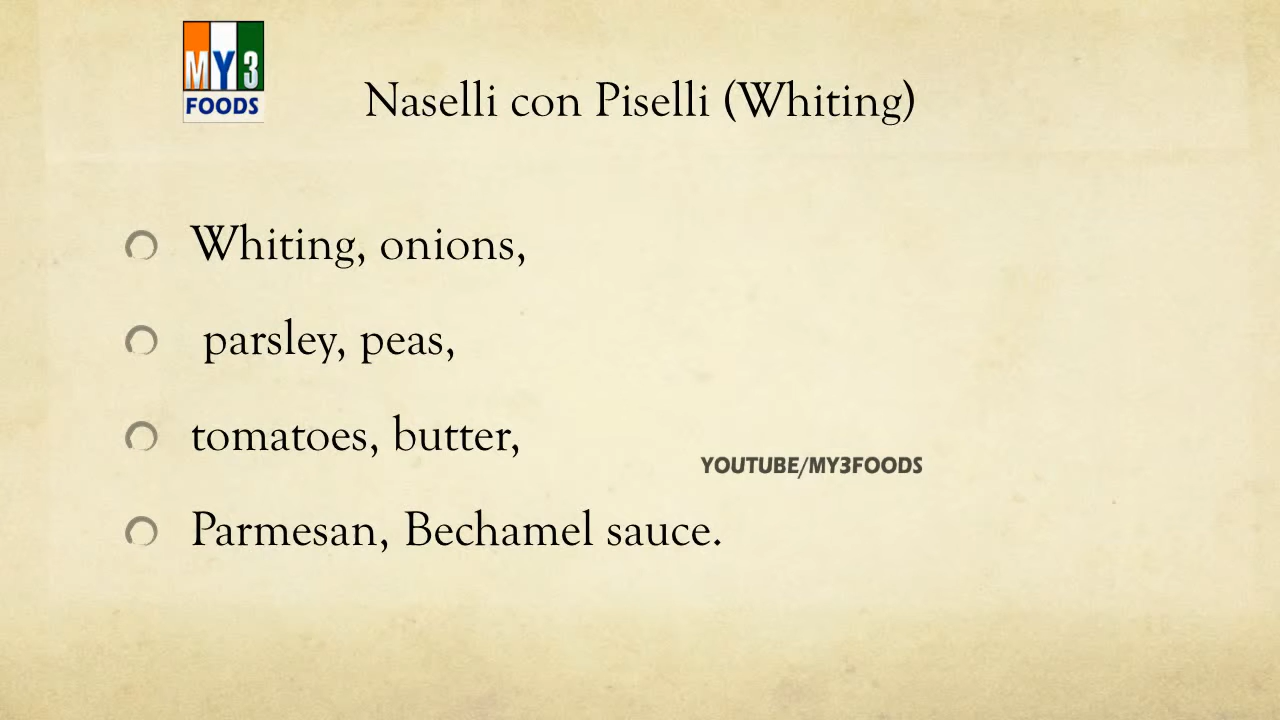 MY3
FOODS
Naselli con Piselli (Whiting)
Whiting, onions,
parsley, peas,
tomatoes, butter,
YOUTUBE/MY3FOODS
Parmesan, Bechamel sauce.